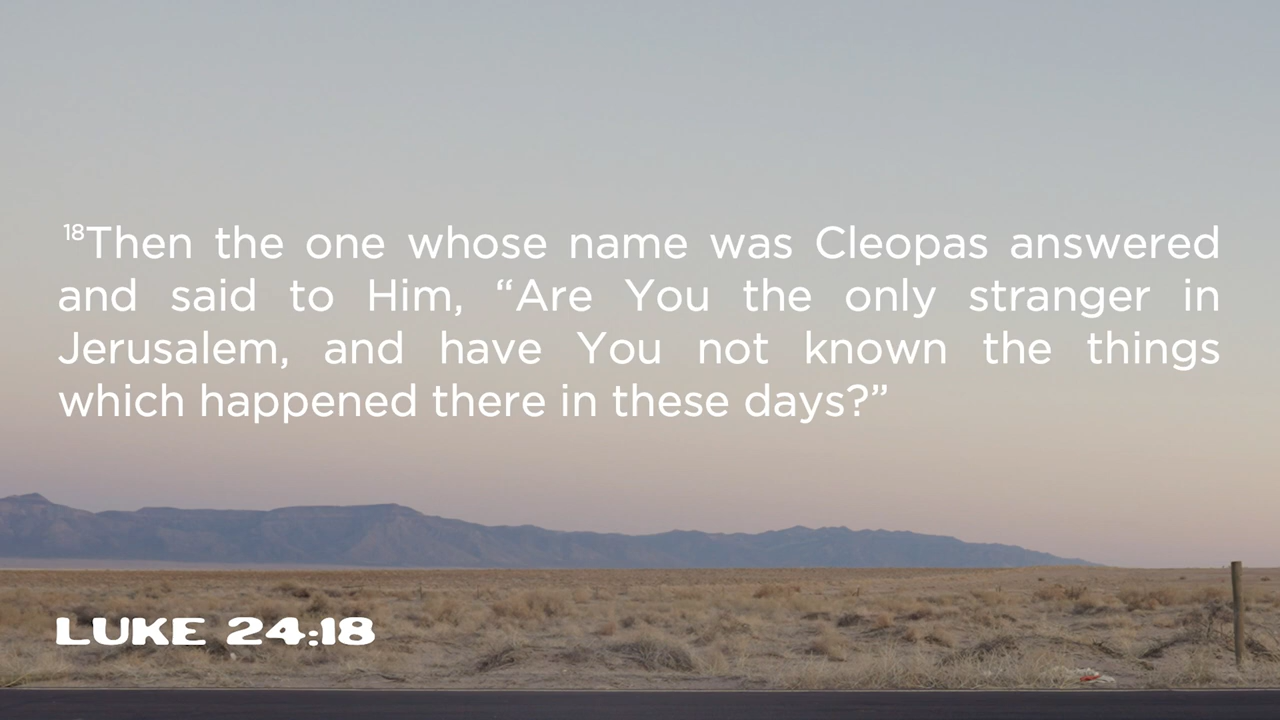 ¹⁸Then the one whose name was Cleopas answered
and said to Him, “Are You the only stranger in
Jerusalem, and have You not known the things
which happened there in these days?”
LUKE 24:18